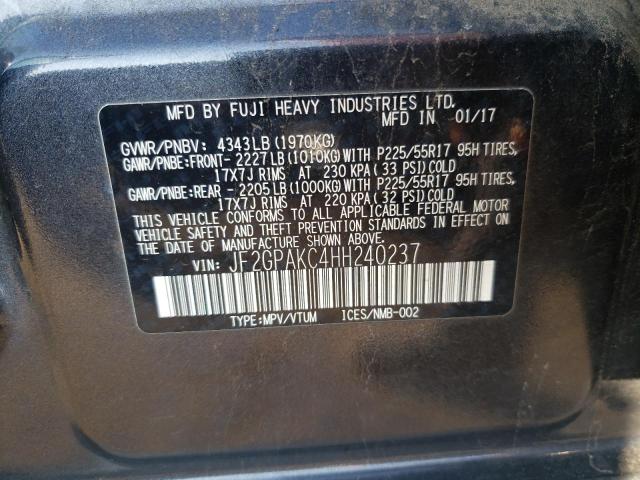 MFD BY FUJI HEAVY INDUSTRIES LTD.
MFD IN 01/17
GVWR/PNBV: 4343LB (1970KG)
GAWR/PNBE:FRONT- 2227LB (1010KG) WITH P225/55R17 95H TIRES,
17X7J RIMS AT 230 KPA (33 PSI) COLD
GAWR/PNBE:REAR - 2205LB (1000KG) WITH P225/55R17 95H TIRES,
17X7J RIMS AT 220 KPA (32 PSI) COLD
THIS VEHICLE CONFORMS TO ALL APPLICABLE FEDERAL MOTOR
VEHICLE SAFETY AND THEFT PREVENTION STANDARDS IN EFFECT ON
THE DATE OF MANUFACTURE SHOWN ABOVE.
VIN: JF2GPAKC4HH240237
TYPE:MPV/VTUM ICES/NMB-002